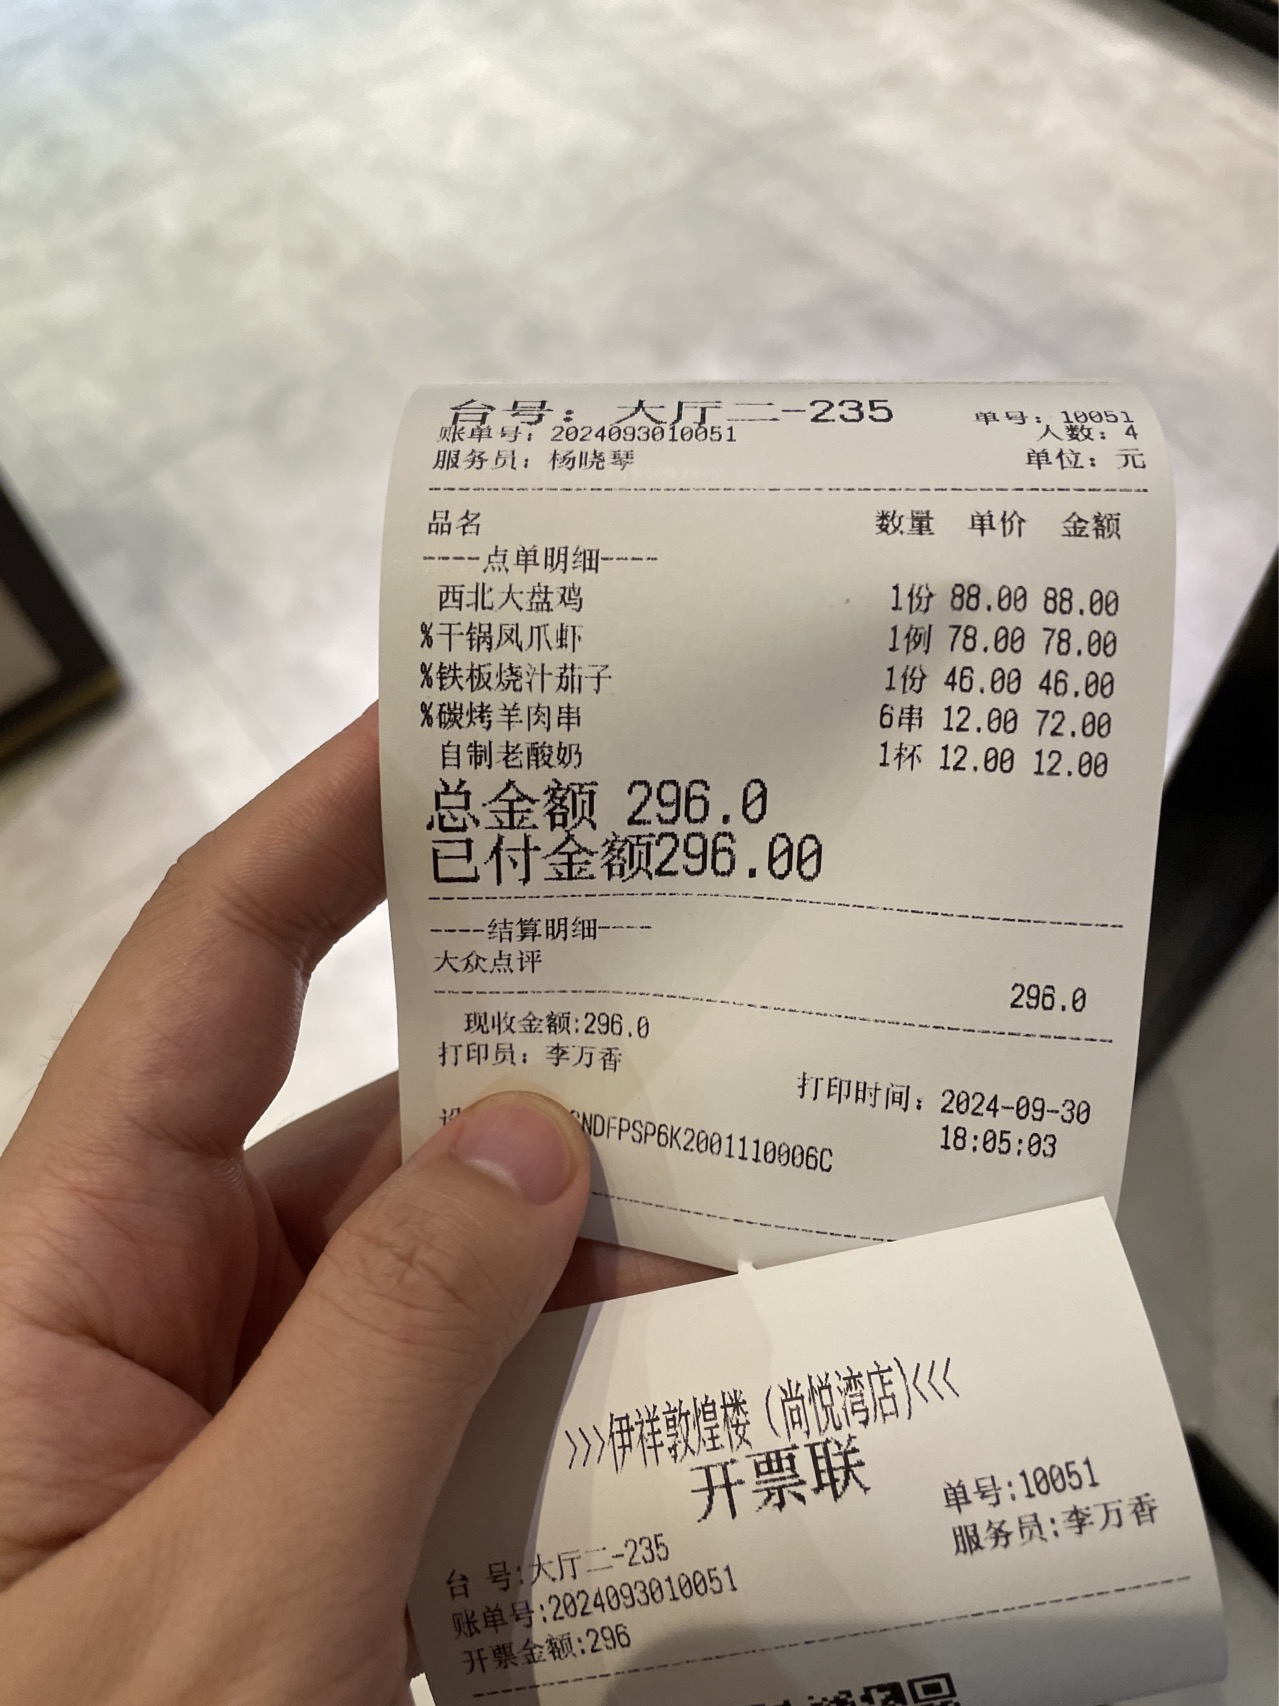 台号: 大厅二-235
单号: 10051
账单号: 2024093010051
人数: 4
服务员: 杨晓琴
单位: 元
品名 数量 单价 金额
----点单明细----
西北大盘鸡 1份 88.00 88.00
%干锅凤爪虾 1例 78.00 78.00
%铁板烧汁茄子 1份 46.00 46.00
%碳烤羊肉串 6串 12.00 72.00
自制老酸奶 1杯 12.00 12.00
总金额 296.0
已付金额296.00
----结算明细----
大众点评
296.0
现收金额:296.0
打印员: 李万香
打印时间: 2024-09-30
18:05:03
NDFPSP6K2001110006C
>>>伊祥敦煌楼（尚悦湾店)<<<
开票联
单号:10051
服务员:李万香
台 号:大厅二-235
账单号:2024093010051
开票金额:296